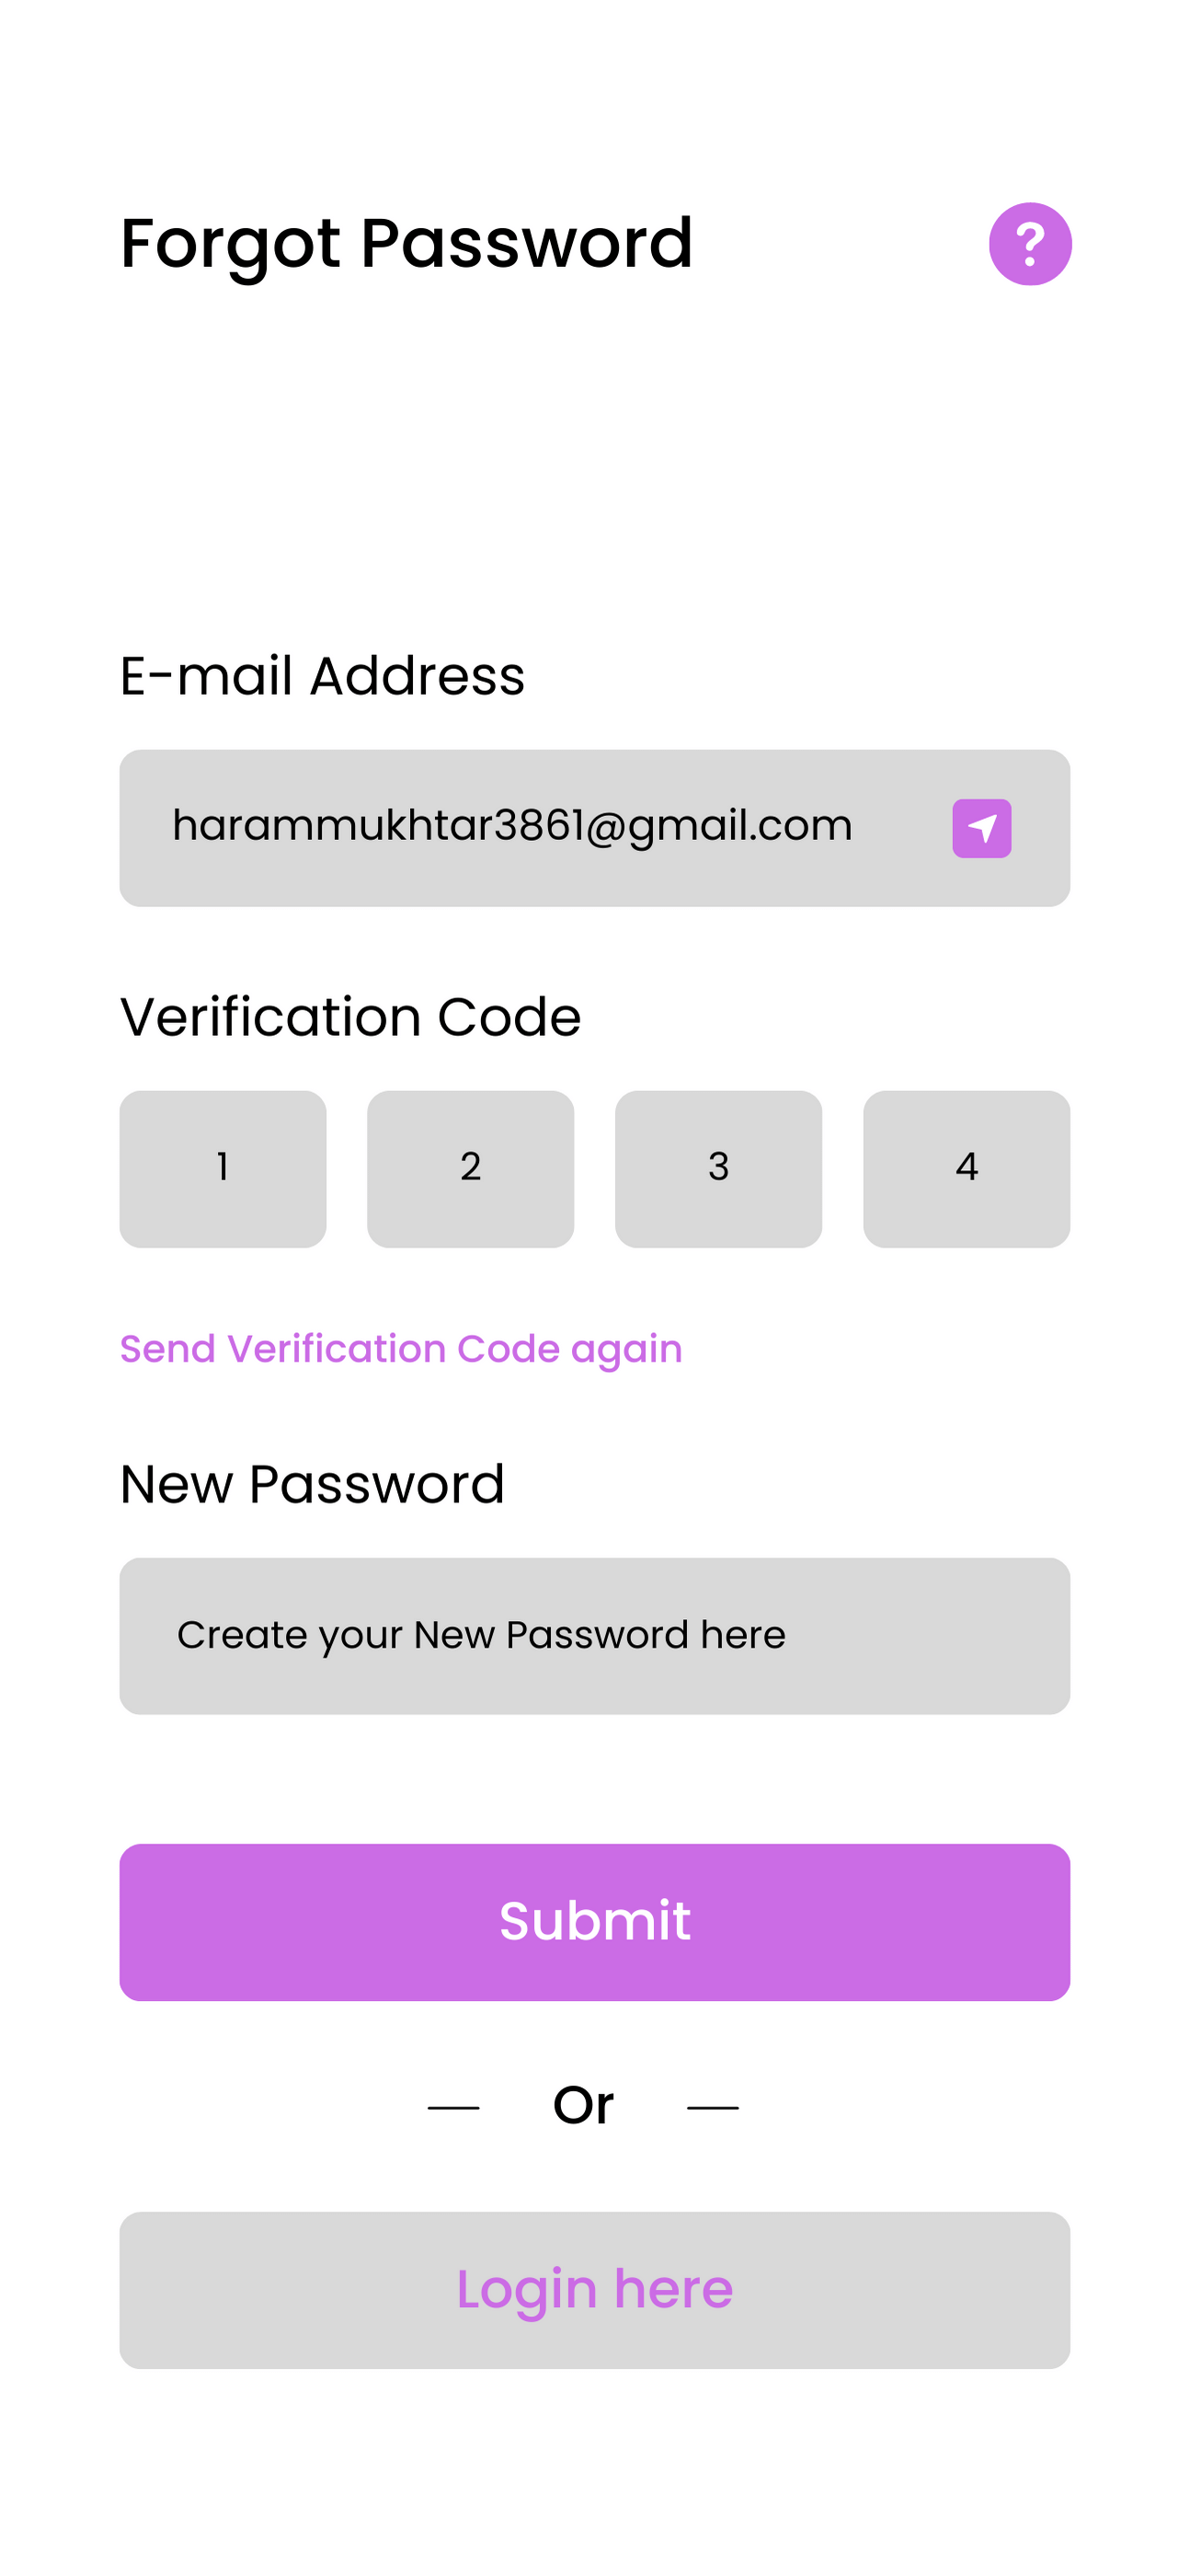 Forgot Password
?
E-mail Address
harammukhtar3861@gmail.com
Verification Code
1 2 3 4
Send Verification Code again
New Password
Create your New Password here
Submit
Or
Login here